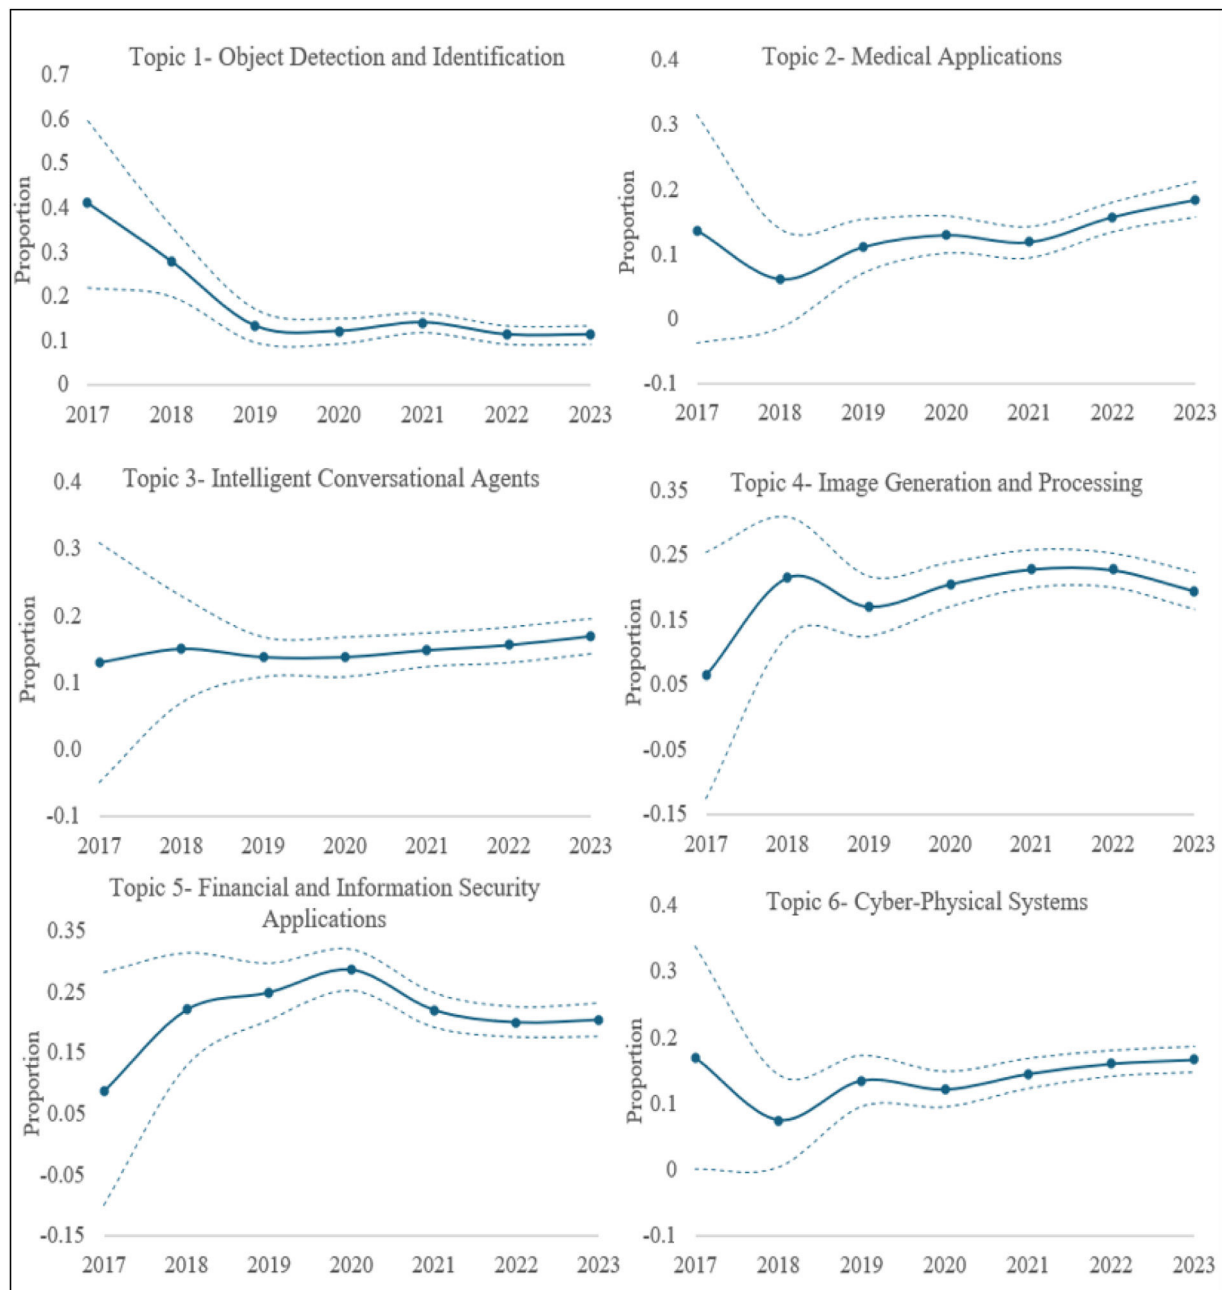 Topic 1- Object Detection and Identification
0.7
0.6
0.5
0.4
0.3
0.2
0.1
0
Proportion
2017 2018 2019 2020 2021 2022 2023
Topic 2- Medical Applications
0.4
0.3
0.2
0.1
0
-0.1
Proportion
2017 2018 2019 2020 2021 2022 2023
Topic 3- Intelligent Conversational Agents
0.4
0.3
0.2
0.1
0.0
-0.1
Proportion
2017 2018 2019 2020 2021 2022 2023
Topic 4- Image Generation and Processing
0.35
0.25
0.15
0.05
-0.05
-0.15
Proportion
2017 2018 2019 2020 2021 2022 2023
Topic 5- Financial and Information Security
Applications
0.35
0.25
0.15
0.05
-0.05
-0.15
Proportion
2017 2018 2019 2020 2021 2022 2023
Topic 6- Cyber-Physical Systems
0.4
0.3
0.2
0.1
0
-0.1
Proportion
2017 2018 2019 2020 2021 2022 2023